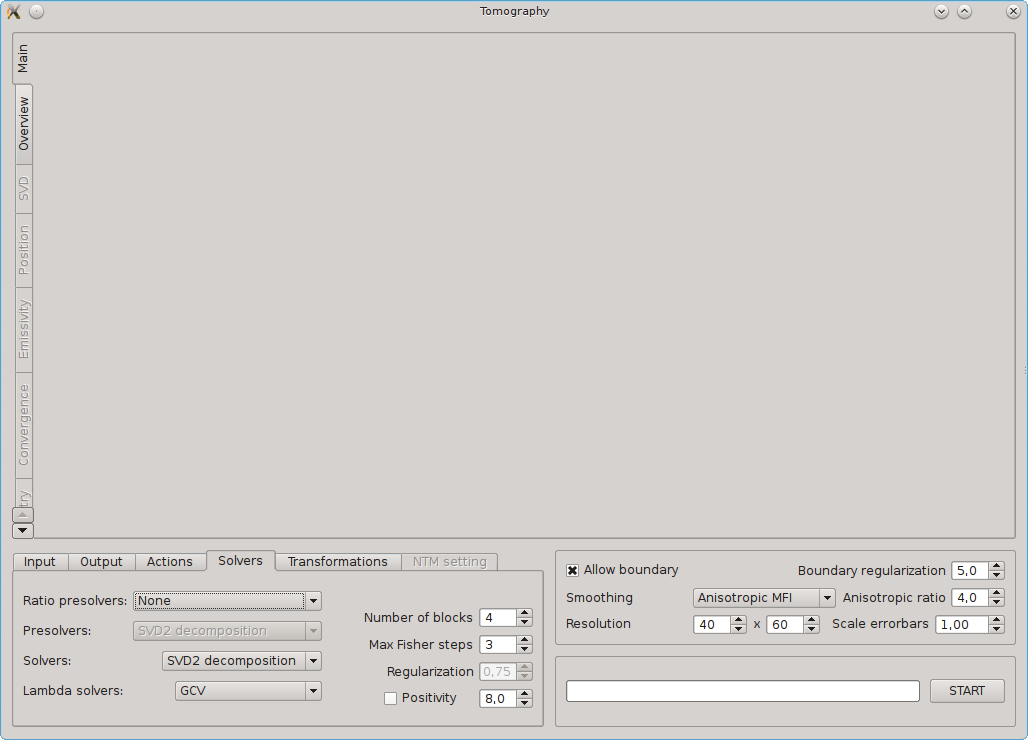 Tomography
Main
Overview
SVD
Position
Emissivity
Convergence
try
Input Output Actions Solvers Transformations NTM setting
Ratio presolvers: None
Presolvers: SVD2 decomposition
Solvers: SVD2 decomposition
Lambda solvers: GCV
Number of blocks 4
Max Fisher steps 3
Regularization 0,75
Positivity 8,0
Allow boundary Boundary regularization 5,0
Smoothing Anisotropic MFI Anisotropic ratio 4,0
Resolution 40 x 60 Scale errorbars 1,00
START